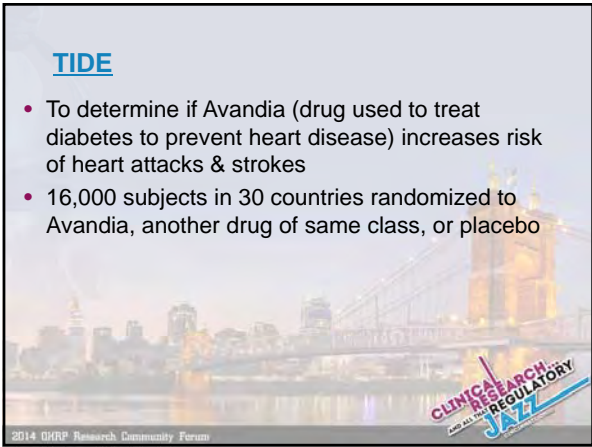 TIDE
• To determine if Avandia (drug used to treat
diabetes to prevent heart disease) increases risk
of heart attacks & strokes
• 16,000 subjects in 30 countries randomized to
Avandia, another drug of same class, or placebo
CLINICAL
RESEARCH...
AND ALL THAT REGULATORY
JAZZ
2014 OHRP Research Community Forum